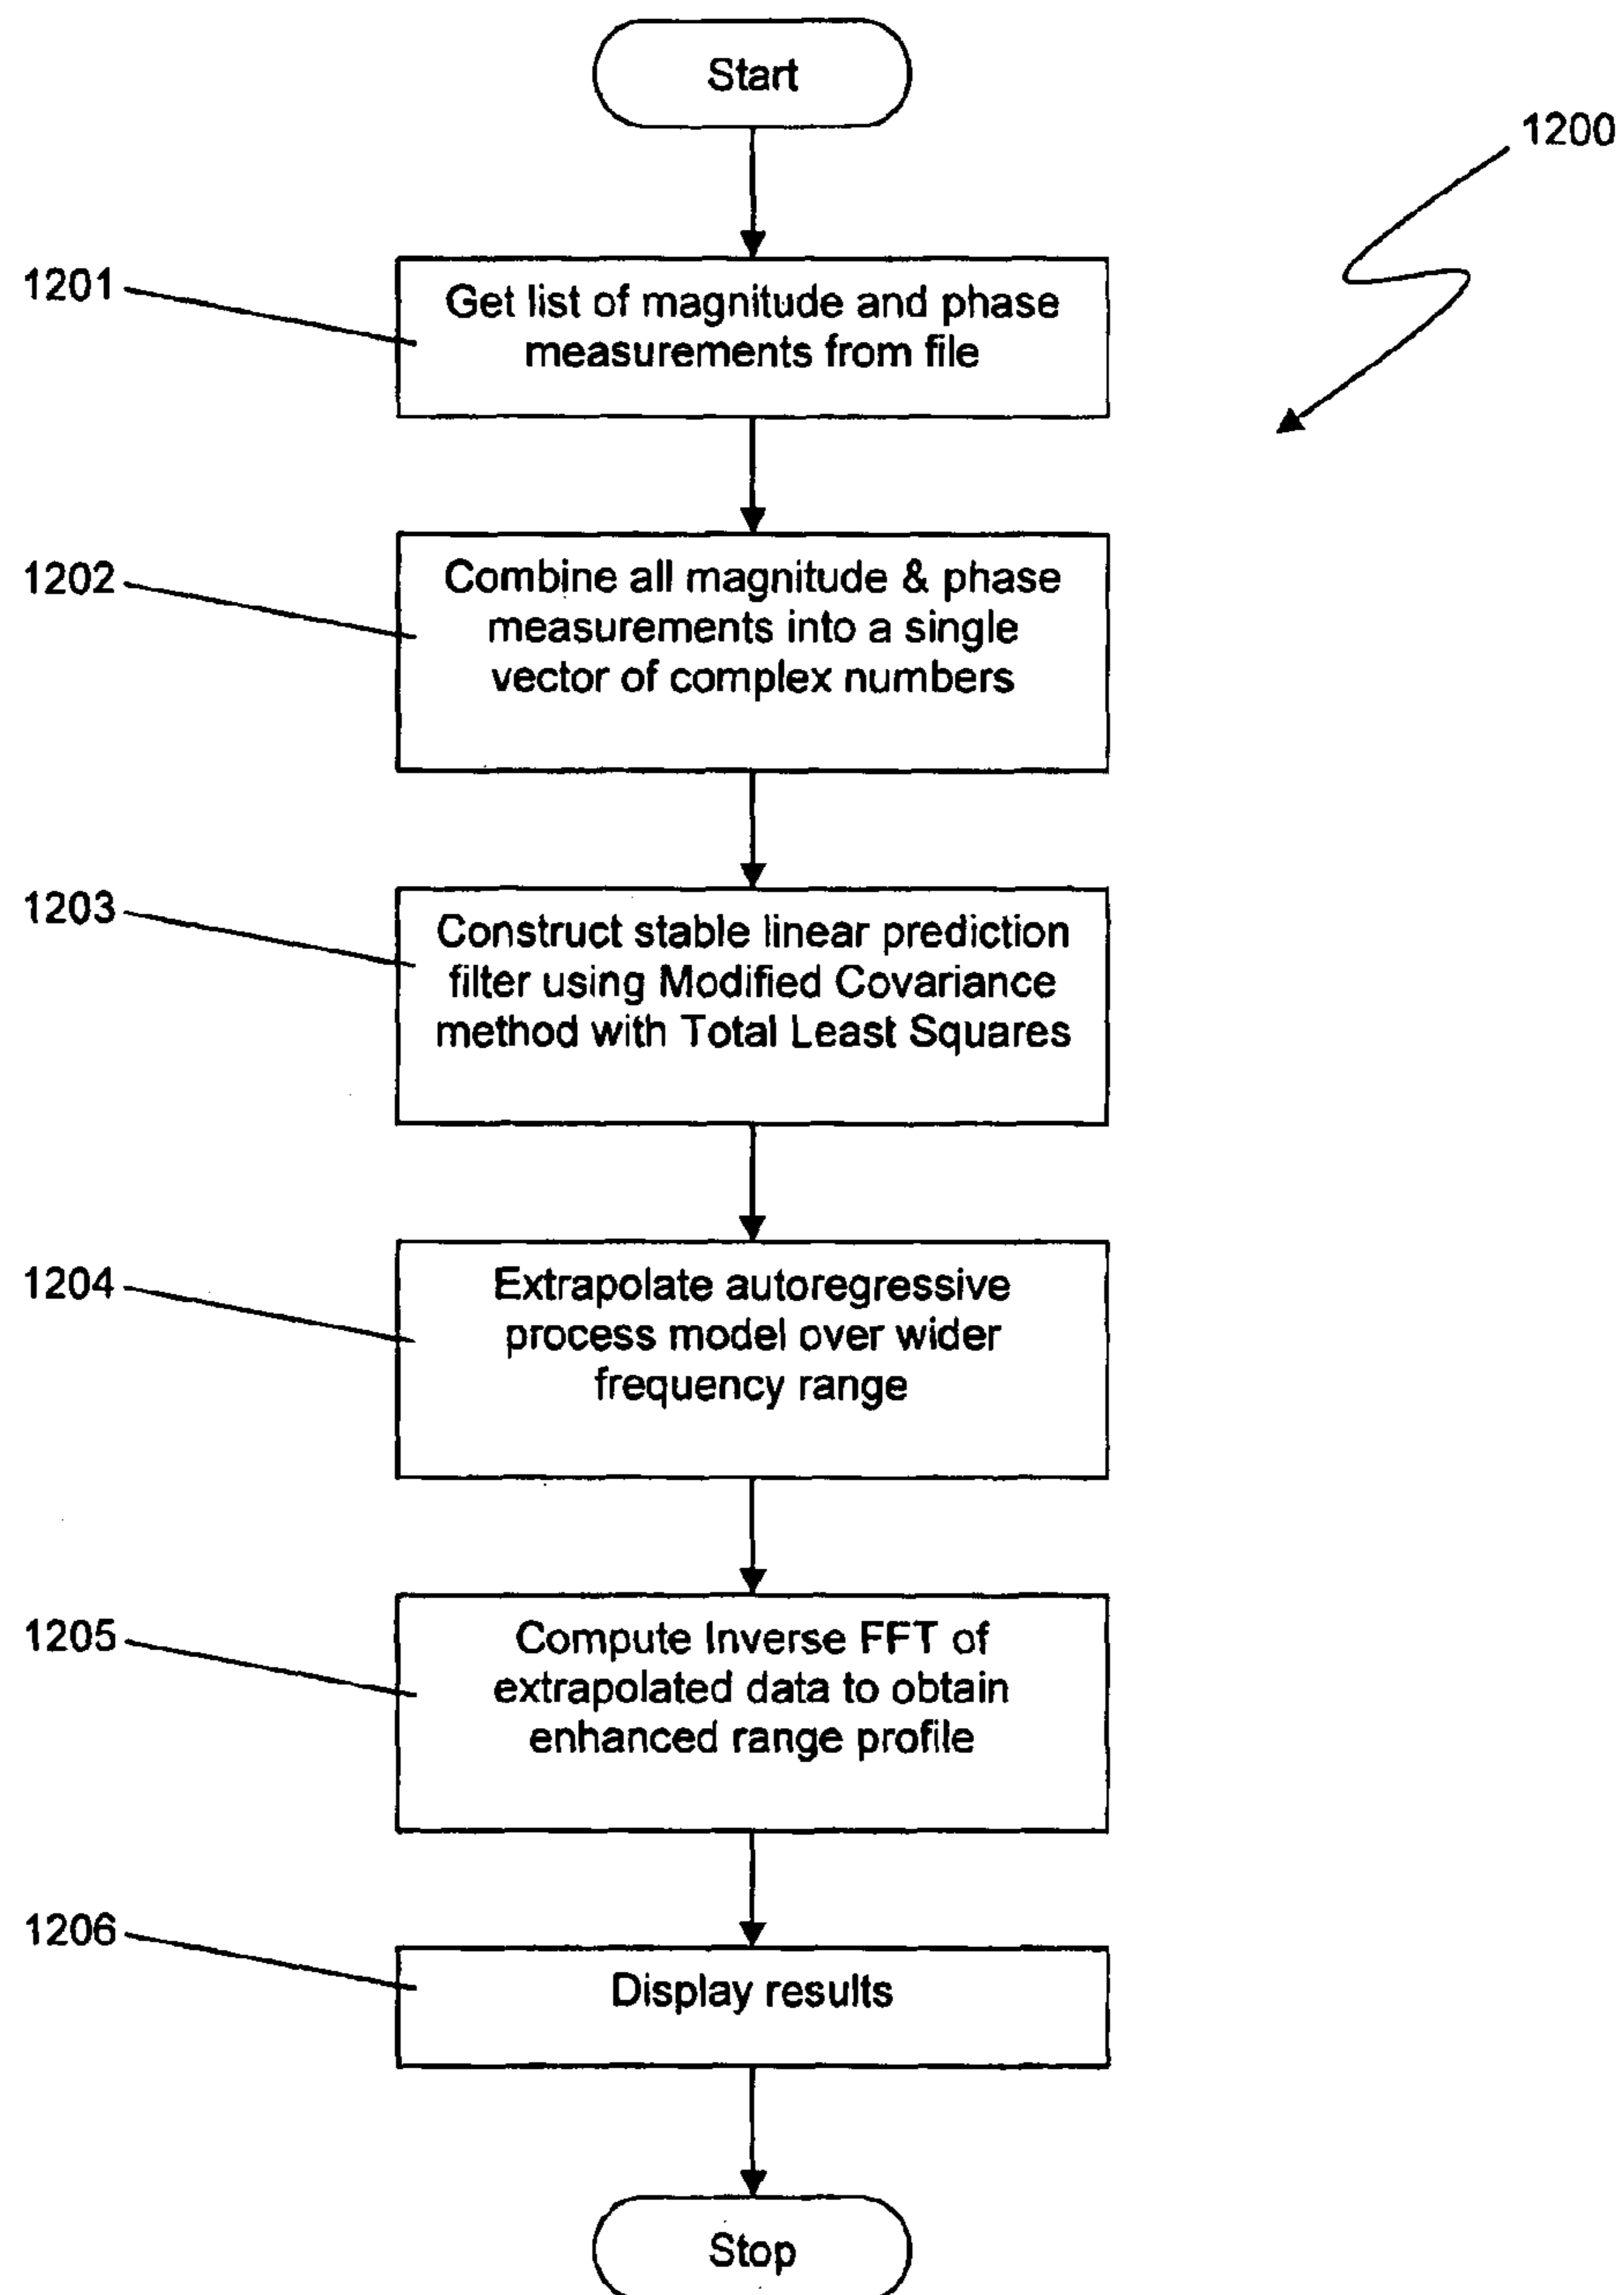 Start
1200
1201
Get list of magnitude and phase
measurements from file
1202
Combine all magnitude & phase
measurements into a single
vector of complex numbers
1203
Construct stable linear prediction
filter using Modified Covariance
method with Total Least Squares
1204
Extrapolate autoregressive
process model over wider
frequency range
1205
Compute Inverse FFT of
extrapolated data to obtain
enhanced range profile
1206
Display results
Stop